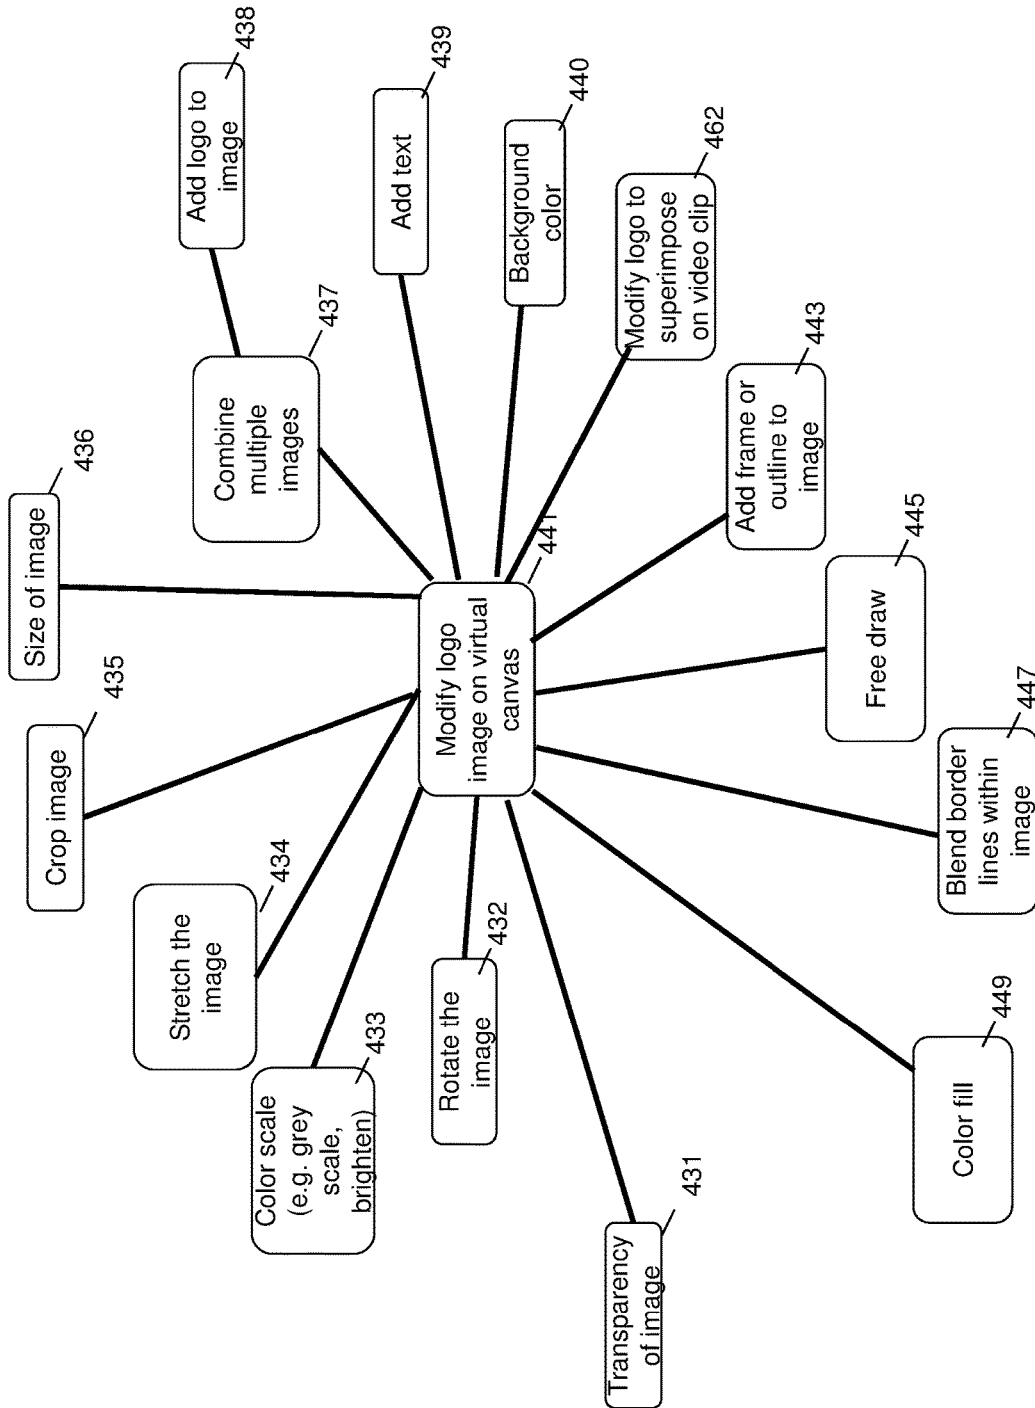 Add logo to
image
438
Add text
439
Background
color
440
Modify logo to
superimpose
on video clip
462
Add frame or
outline to
image
443
Free draw
445
Blend border
lines within
image
447
Color fill
449
Transparency
of image
431
Rotate the
image
432
Color scale
(e.g. grey
scale,
brighten)
433
Stretch the
image
434
Crop image
435
Size of image
436
Combine
multiple
images
437
Modify logo
image on virtual
canvas
441